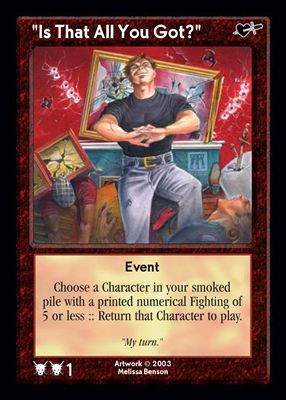 "Is That All You Got?"
Event
Choose a Character in your smoked
pile with a printed numerical Fighting of
5 or less :: Return that Character to play.
"My turn."
Artwork © 2003
Melissa Benson
1